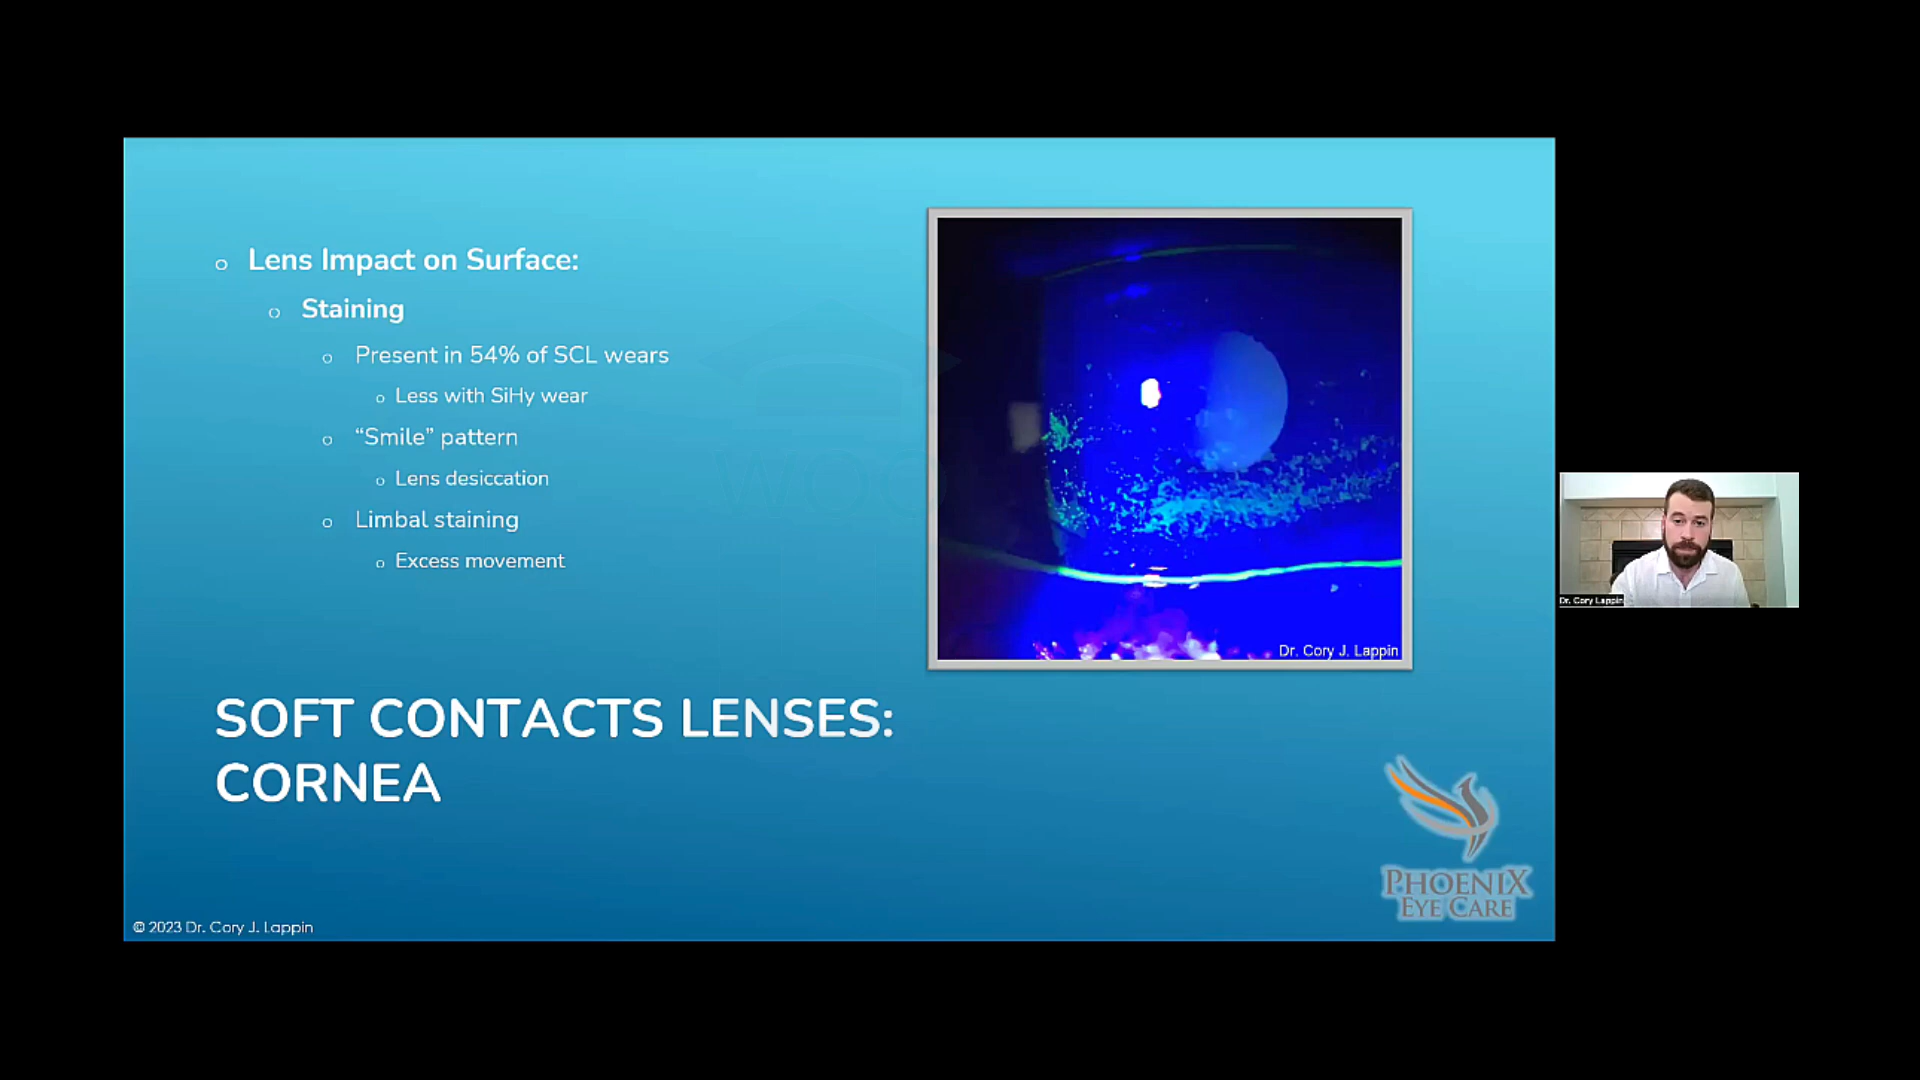 Lens Impact on Surface:
Staining
Present in 54% of SCL wears
Less with SiHy wear
“Smile” pattern
Lens desiccation
Limbal staining
Excess movement
Dr. Cory J. Lappin
Dr. Cory Lappin
SOFT CONTACTS LENSES:
CORNEA
PHOENIX
EYE CARE
© 2023 Dr. Cory J. Lappin